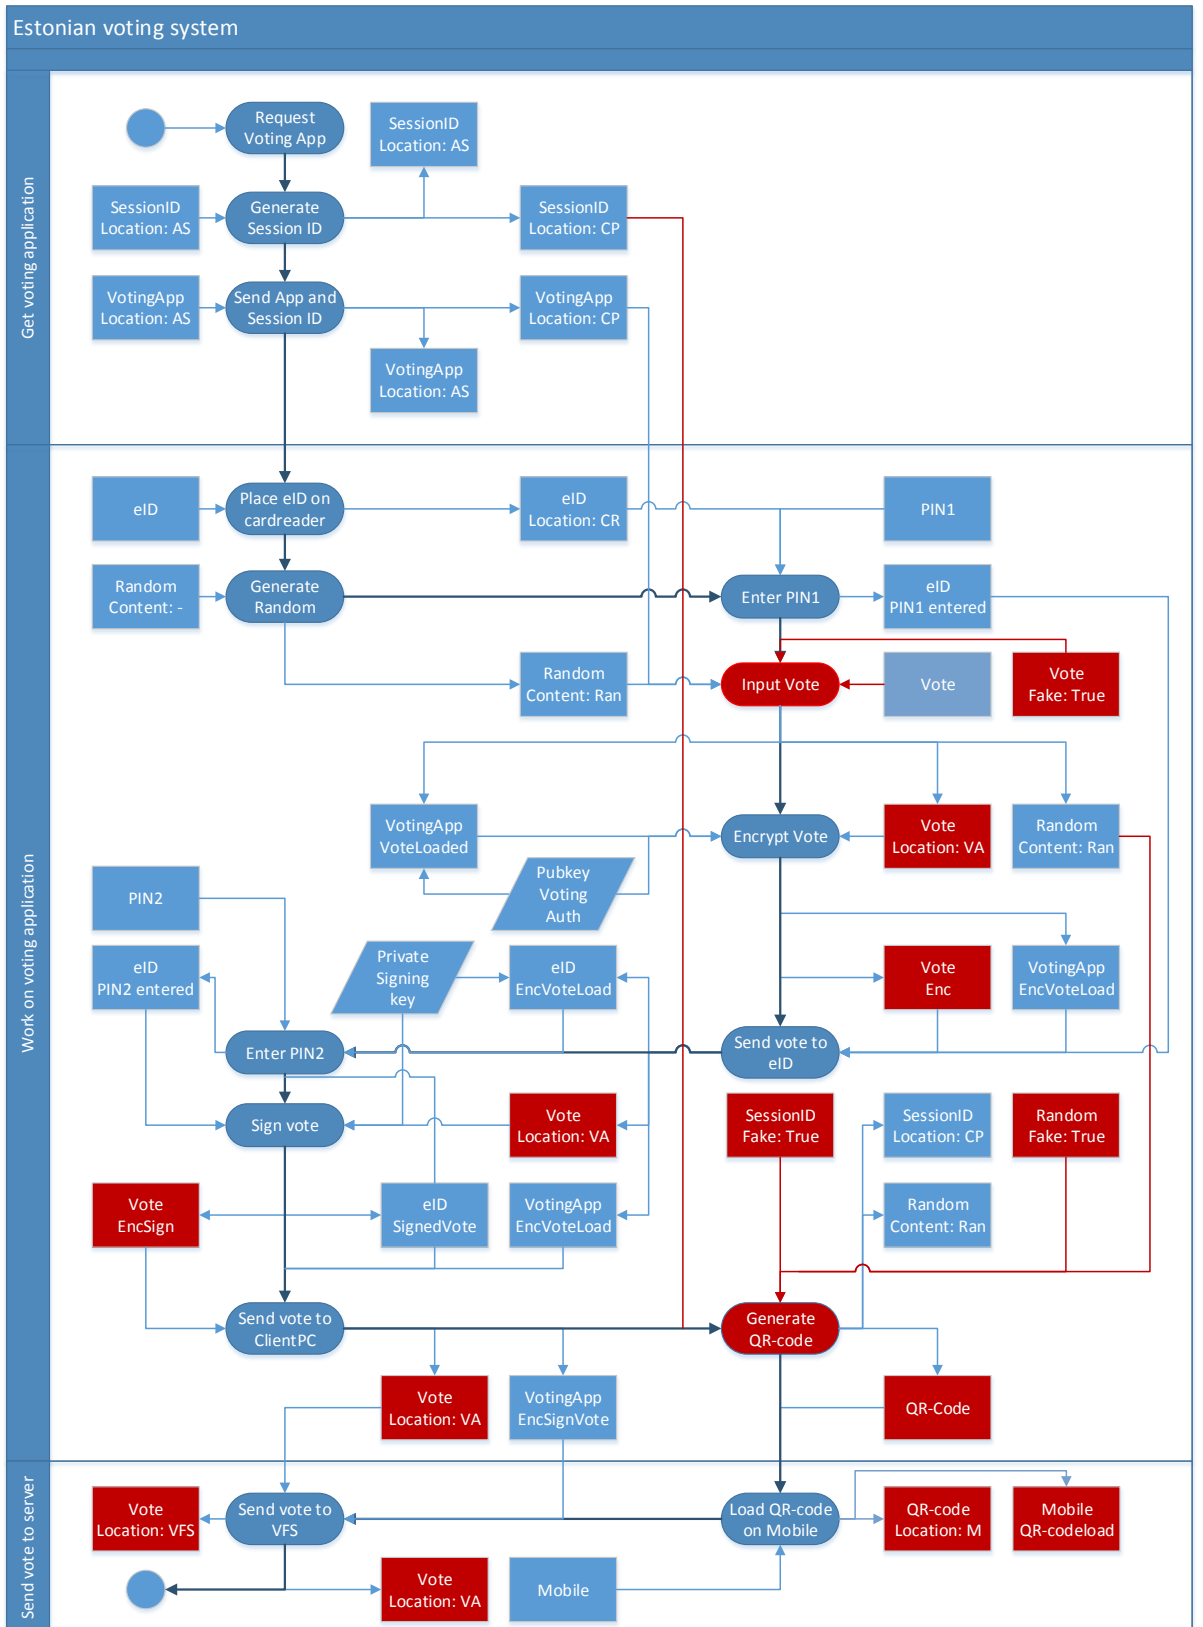 Estonian voting system
Get voting application
Request
Voting App
SessionID
Location: AS
SessionID
Location: AS
Generate
Session ID
SessionID
Location: CP
VotingApp
Location: AS
Send App and
Session ID
VotingApp
Location: CP
VotingApp
Location: AS
Work on voting application
eID
Place eID on
cardreader
eID
Location: CR
PIN1
Random
Content: -
Generate
Random
Enter PIN1
eID
PIN1 entered
Random
Content: Ran
Input Vote
Vote
Vote
Fake: True
VotingApp
VoteLoaded
Encrypt Vote
Vote
Location: VA
Random
Content: Ran
PIN2
Pubkey
Voting
Auth
eID
PIN2 entered
Private
Signing
key
eID
EncVoteLoad
Vote
Enc
VotingApp
EncVoteLoad
Enter PIN2
Send vote to
eID
Sign vote
Vote
Location: VA
SessionID
Fake: True
SessionID
Location: CP
Random
Fake: True
Vote
EncSign
eID
SignedVote
VotingApp
EncVoteLoad
Random
Content: Ran
Send vote to
ClientPC
Generate
QR-code
Vote
Location: VA
VotingApp
EncSignVote
QR-Code
Send vote to server
Vote
Location: VFS
Send vote to
VFS
Load QR-code
on Mobile
QR-code
Location: M
Mobile
QR-codeload
Vote
Location: VA
Mobile